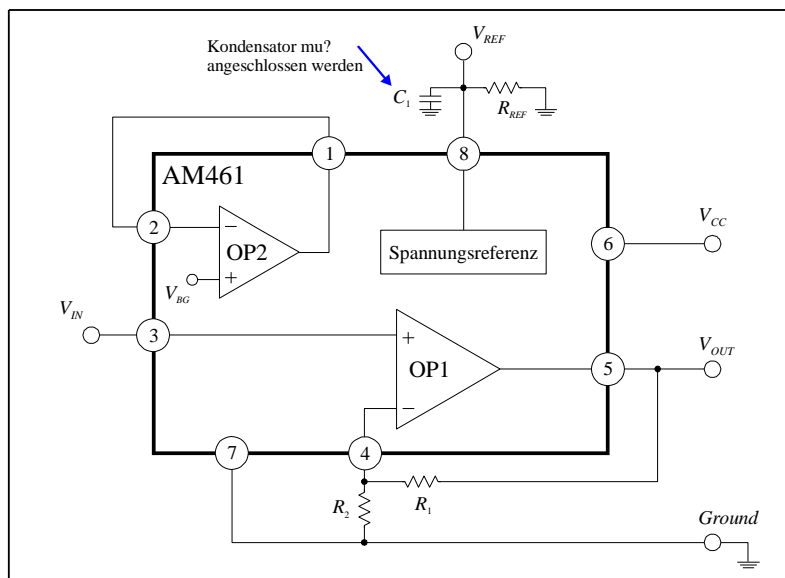 Kondensator mu?
angeschlossen werden
V_REF
C_1
R_REF
1
8
AM461
2
OP2
−
+
V_BG
Spannungsreferenz
6
V_CC
V_IN
3
+
−
OP1
5
V_OUT
7
4
R_2
R_1
Ground